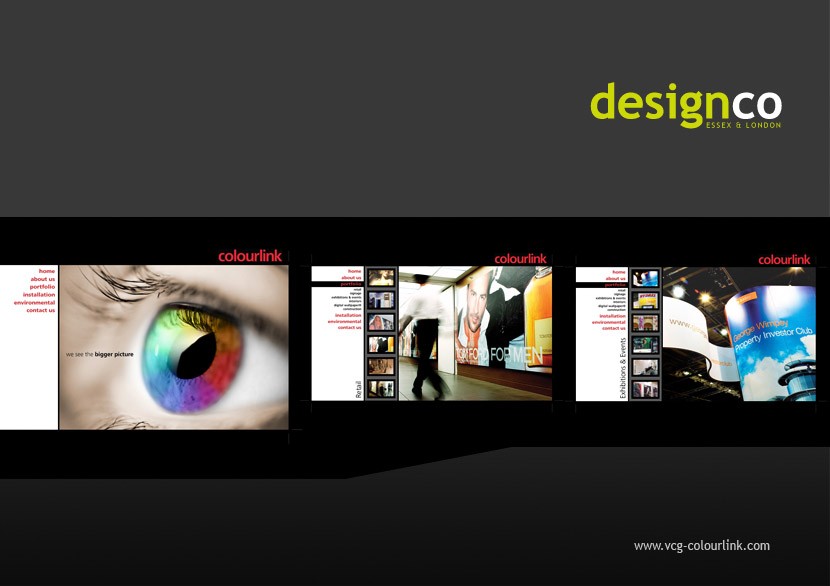 designco
ESSEX & LONDON
colourlink
home
about us
portfolio
installation
environmental
contact us
we see the bigger picture
colourlink
home
about us
portfolio
retail
signage
exhibitions & events
interiors
digital wallpaper®
construction
installation
environmental
contact us
Retail
FOR MEN
colourlink
home
about us
portfolio
retail
signage
exhibitions & events
interiors
digital wallpaper®
construction
installation
environmental
contact us
Exhibitions & Events
George Wimpey
Property Investor Club
www.vcg-colourlink.com